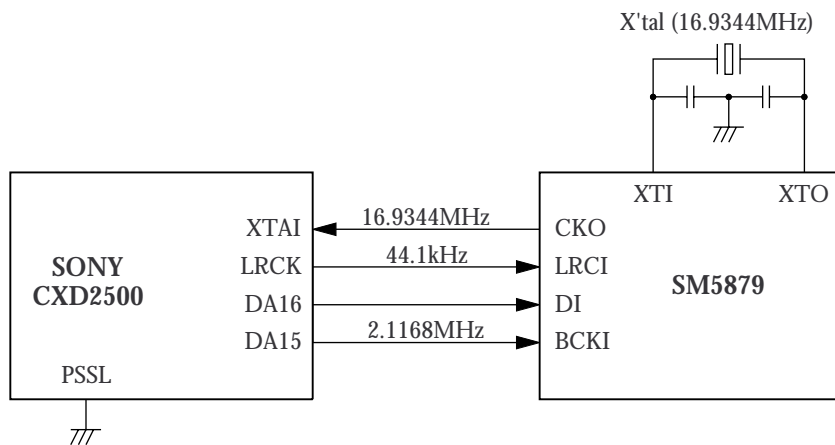 X'tal (16.9344MHz)
XTI
XTO
XTAI
16.9344MHz
CKO
LRCK
44.1kHz
LRCI
SONY
CXD2500
SM5879
DA16
DI
DA15
2.1168MHz
BCKI
PSSL